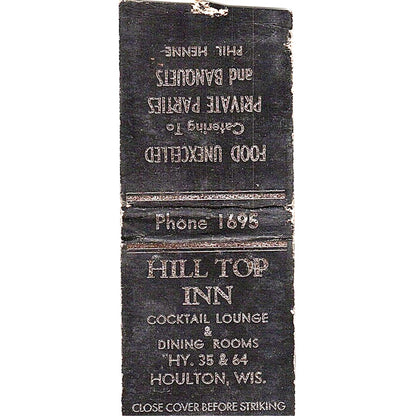 FOOD UNEXCELLED
Catering To
PRIVATE PARTIES
and BANQUETS
PHIL HENNE
Phone 1695
HILL TOP
INN
COCKTAIL LOUNGE
&
DINING ROOMS
HY. 35 & 64
HOULTON, WIS.
CLOSE COVER BEFORE STRIKING